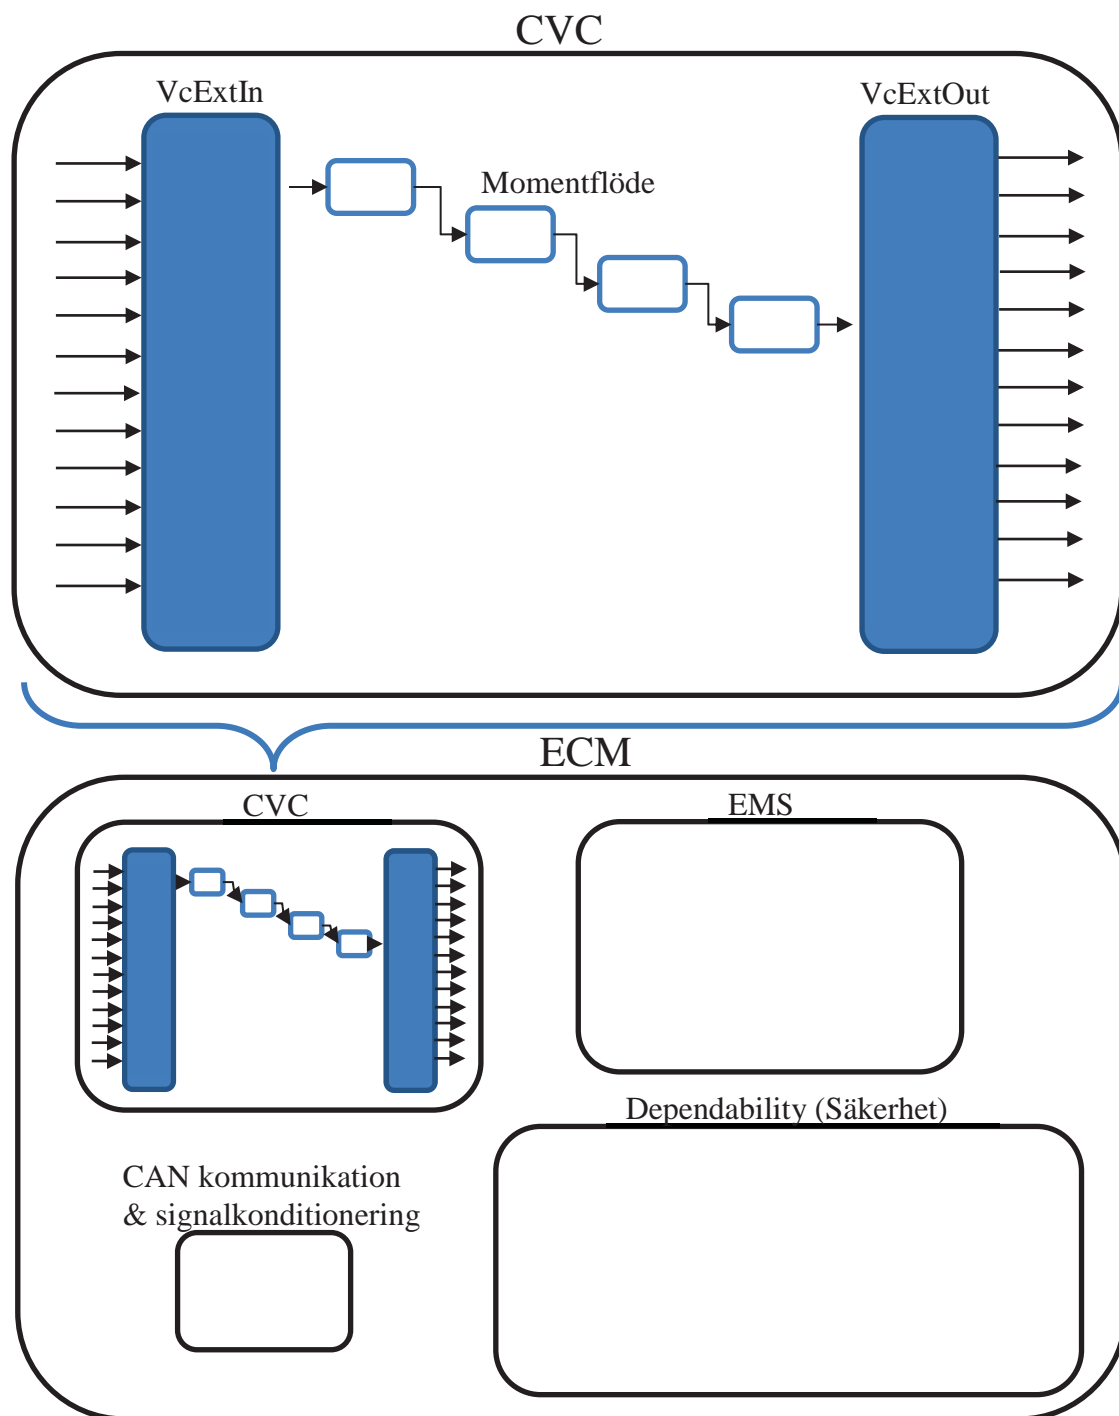 CVC
VcExtIn
VcExtOut
Momentflöde
ECM
CVC
EMS
Dependability (Säkerhet)
CAN kommunikation
& signalkonditionering